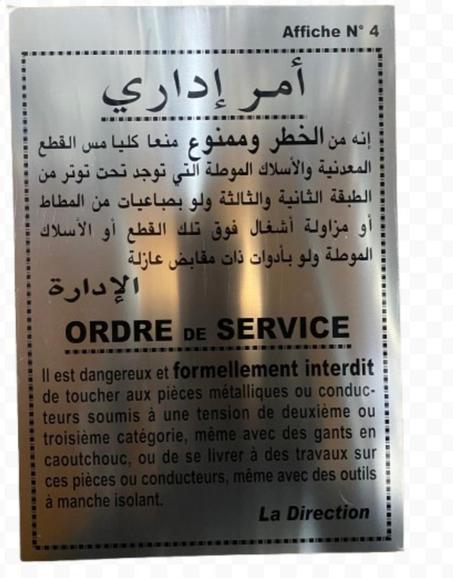 Affiche N° 4
أمر إداري
إنه من الخطر وممنوع منعا كليا مس القطع
المعدنية والأسلاك الموطلة التي توجد تحت توتر من
الطبقة الثانية والثالثة ولو بصباعيات من المطاط
أو مزاولة أشغال فوق تلك القطع أو الأسلاك
الموطلة ولو بأدوات ذات مقابض عازلة
الإدارة
ORDRE DE SERVICE
Il est dangereux et formellement interdit
de toucher aux pièces métalliques ou conduc-
teurs soumis à une tension de deuxième ou
troisième catégorie, même avec des gants en
caoutchouc, ou de se livrer à des travaux sur
ces pièces ou conducteurs, même avec des outils
à manche isolant.
La Direction